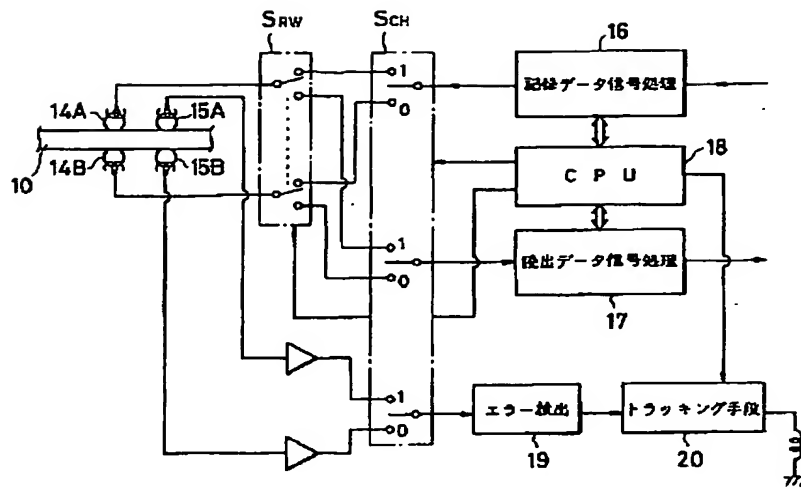 SRW
SCH
16
1
記録データ信号処理
14A
15A
0
18
CPU
10
14B
15B
1
0
検出データ信号処理
17
1
0
エラー検出
トラッキング手段
19
20